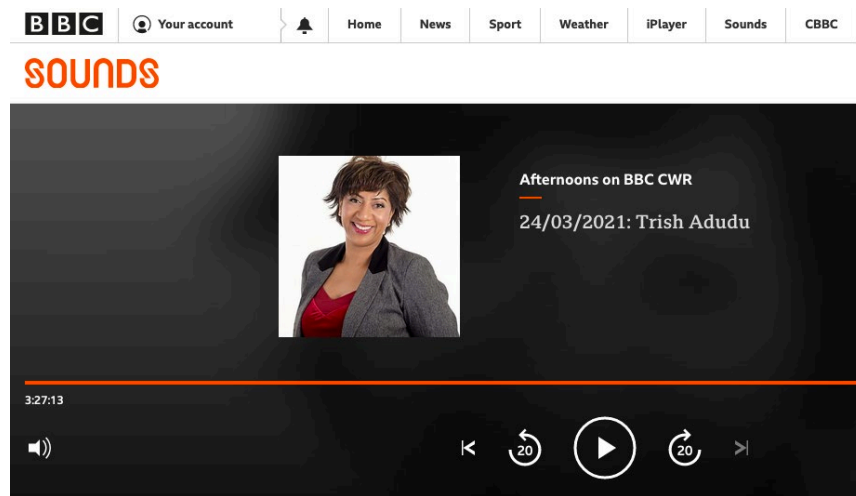 BBC Your account Home News Sport Weather iPlayer Sounds CBBC
SOUNDS
Afternoons on BBC CWR
24/03/2021: Trish Adudu
3:27:13
20 20